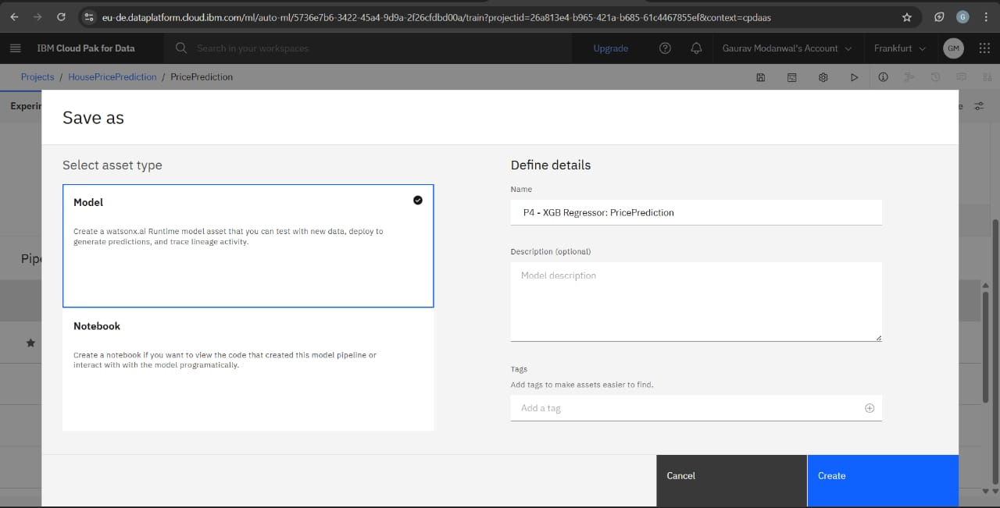 eu-de.dataplatform.cloud.ibm.com/ml/auto-ml/5736e7b6-3422-45a4-9d9a-2f26cfdbd00a/train?projectid=26a813e4-b965-421a-b685-61c4467855ef&context=cpdaas
G
IBM Cloud Pak for Data
Search in your workspaces
Upgrade
Gaurav Modanwal's Account
Frankfurt
GM
Projects / HousePricePrediction / PricePrediction
Save as
Select asset type
Model
Create a watsonx.ai Runtime model asset that you can test with new data, deploy to
generate predictions, and trace lineage activity.
Notebook
Create a notebook if you want to view the code that created this model pipeline or
interact with with the model programatically.
Define details
Name
P4 - XGB Regressor: PricePrediction
Description (optional)
Model description
Tags
Add tags to make assets easier to find.
Add a tag
Cancel
Create